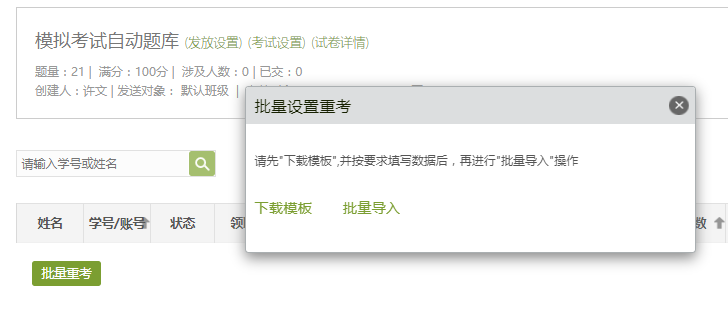 模拟考试自动题库 (发放设置) (考试设置) (试卷详情)
题量：21 | 满分：100分 | 涉及人数：0 | 已交：0
创建人：许文 | 发送对象： 默认班级 |
批量设置重考
请先"下载模板",并按要求填写数据后，再进行"批量导入"操作
下载模板 批量导入
请输入学号或姓名
姓名 学号/账号 状态 领 数
批量重考